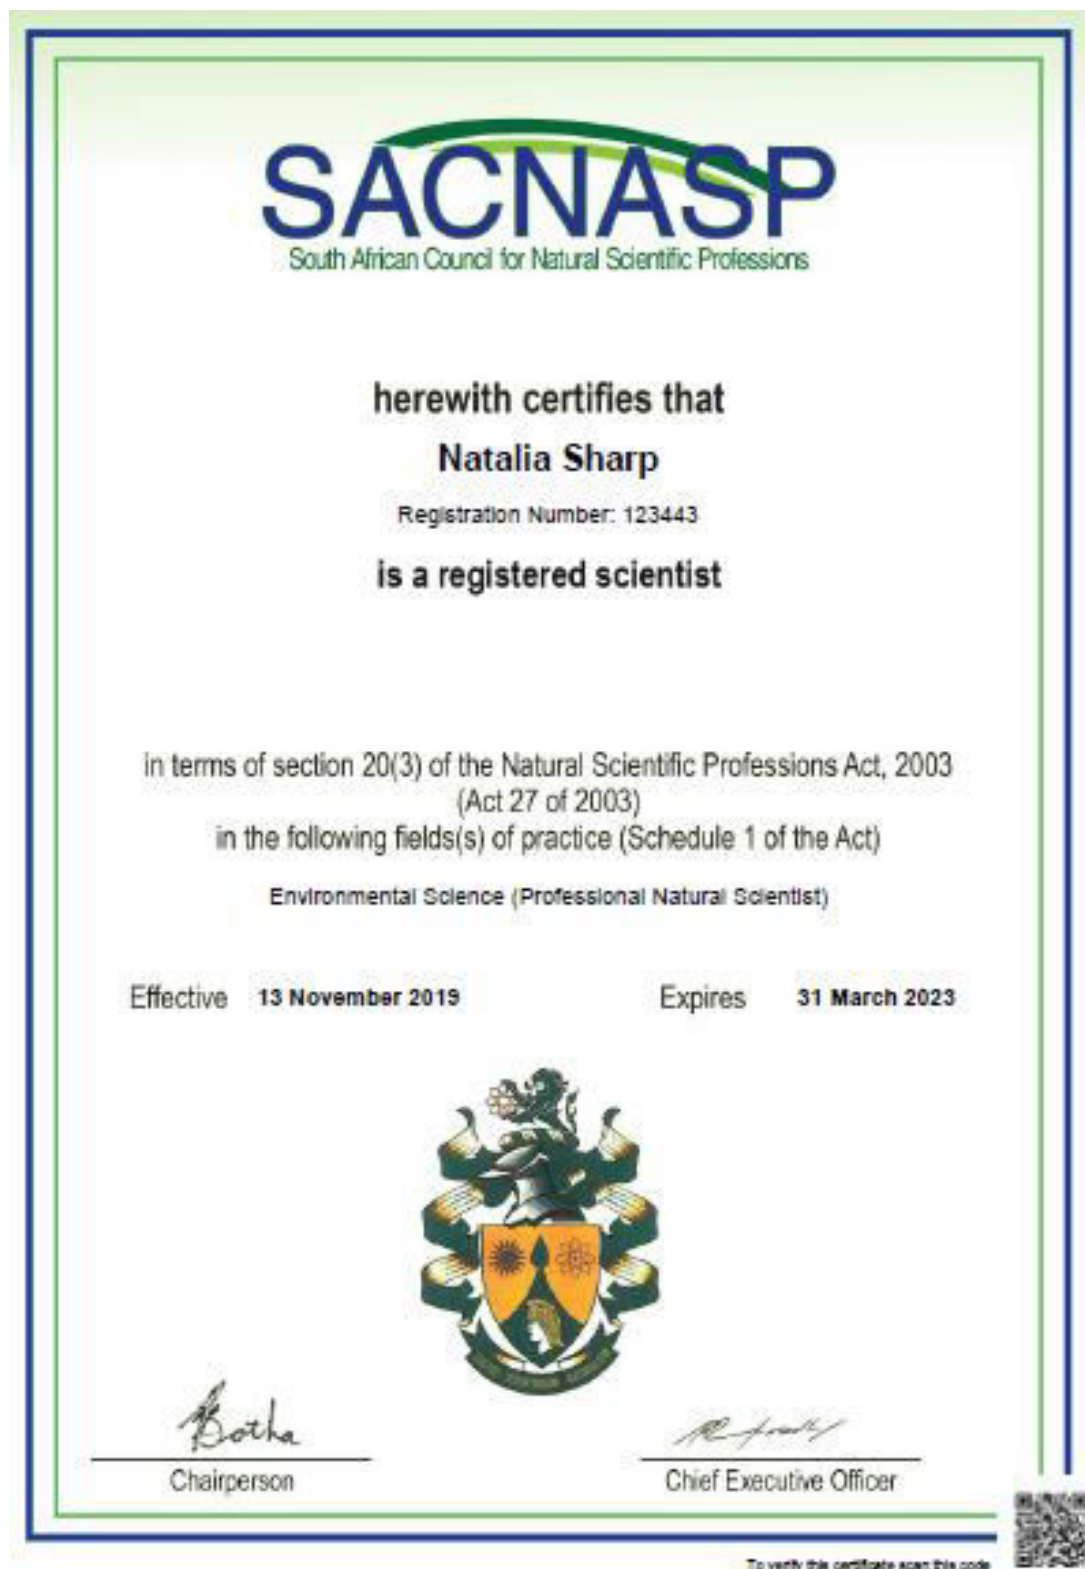 SACNASP
South African Council for Natural Scientific Professions
herewith certifies that
Natalia Sharp
Registration Number: 123443
is a registered scientist
in terms of section 20(3) of the Natural Scientific Professions Act, 2003
(Act 27 of 2003)
in the following fields(s) of practice (Schedule 1 of the Act)
Environmental Science (Professional Natural Scientist)
Effective 13 November 2019 Expires 31 March 2023
Botha
Chairperson Chief Executive Officer
To verify this certificate scan this code